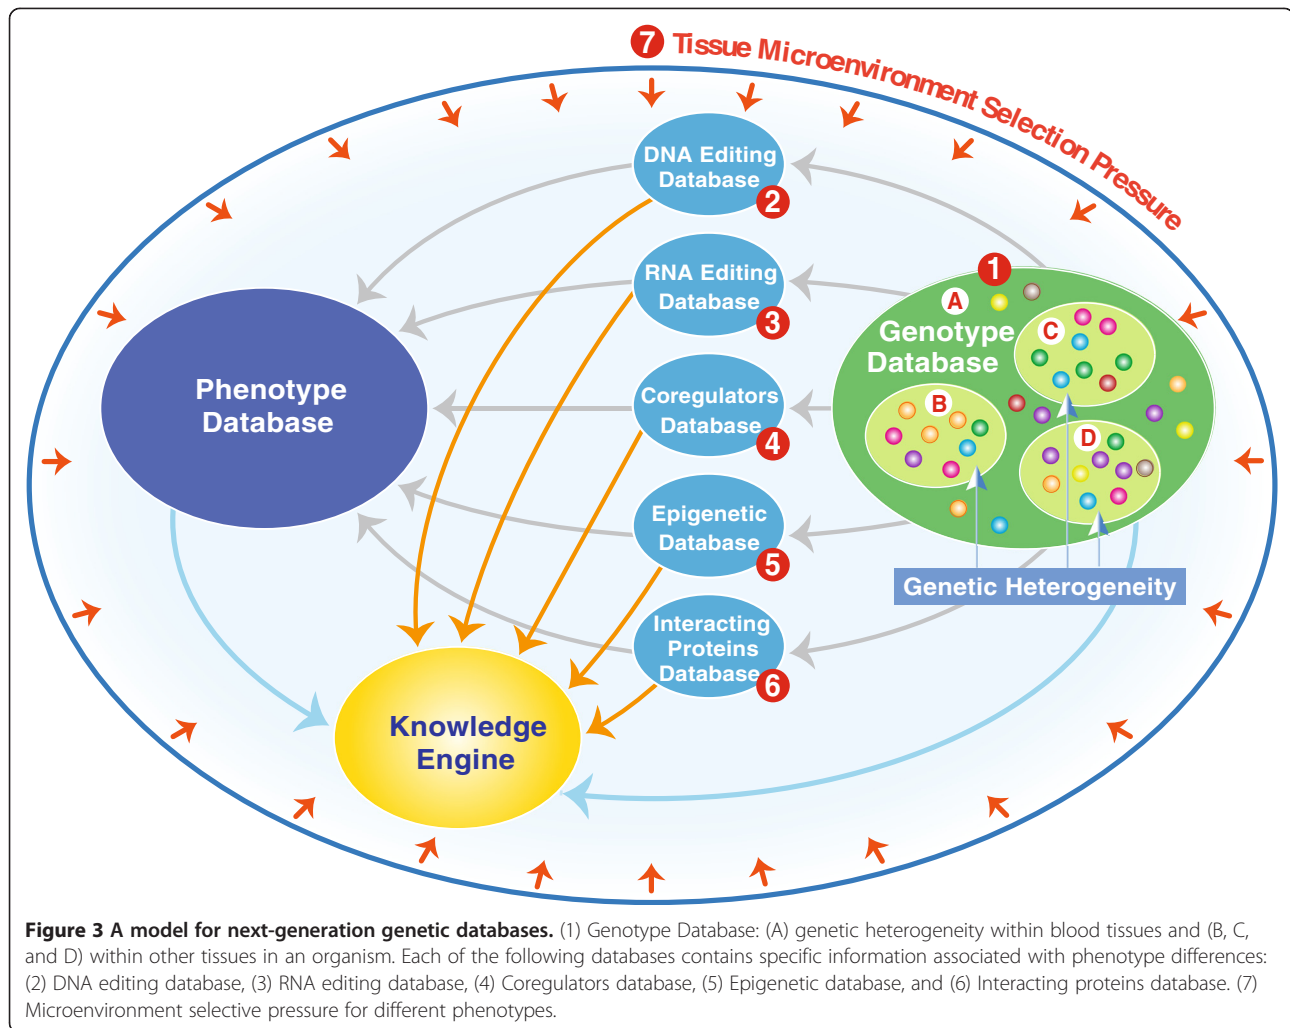 7 Tissue Microenvironment Selection Pressure
DNA Editing
Database
2
RNA Editing
Database
3
Coregulators
Database
4
Epigenetic
Database
5
Interacting
Proteins
Database
6
1
A
Genotype
Database
B
C
D
Genetic Heterogeneity
Phenotype
Database
Knowledge
Engine
Figure 3 A model for next-generation genetic databases. (1) Genotype Database: (A) genetic heterogeneity within blood tissues and (B, C,
and D) within other tissues in an organism. Each of the following databases contains specific information associated with phenotype differences:
(2) DNA editing database, (3) RNA editing database, (4) Coregulators database, (5) Epigenetic database, and (6) Interacting proteins database. (7)
Microenvironment selective pressure for different phenotypes.